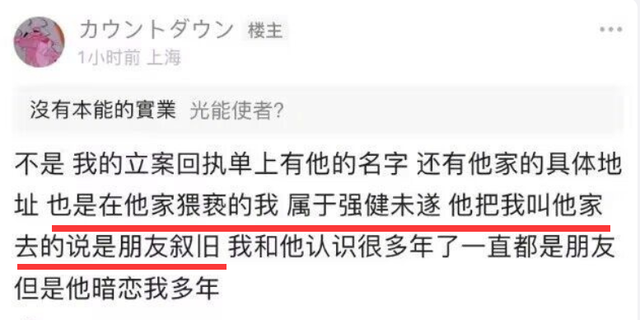 カウントダウン 楼主
1小时前 上海
沒有本能的實業 光能使者?
不是 我的立案回执单上有他的名字 还有他家的具体地
址 也是在他家猥亵的我 属于强健未遂 他把我叫他家
去的说是朋友叙旧 我和他认识很多年了一直都是朋友
但是他暗恋我多年